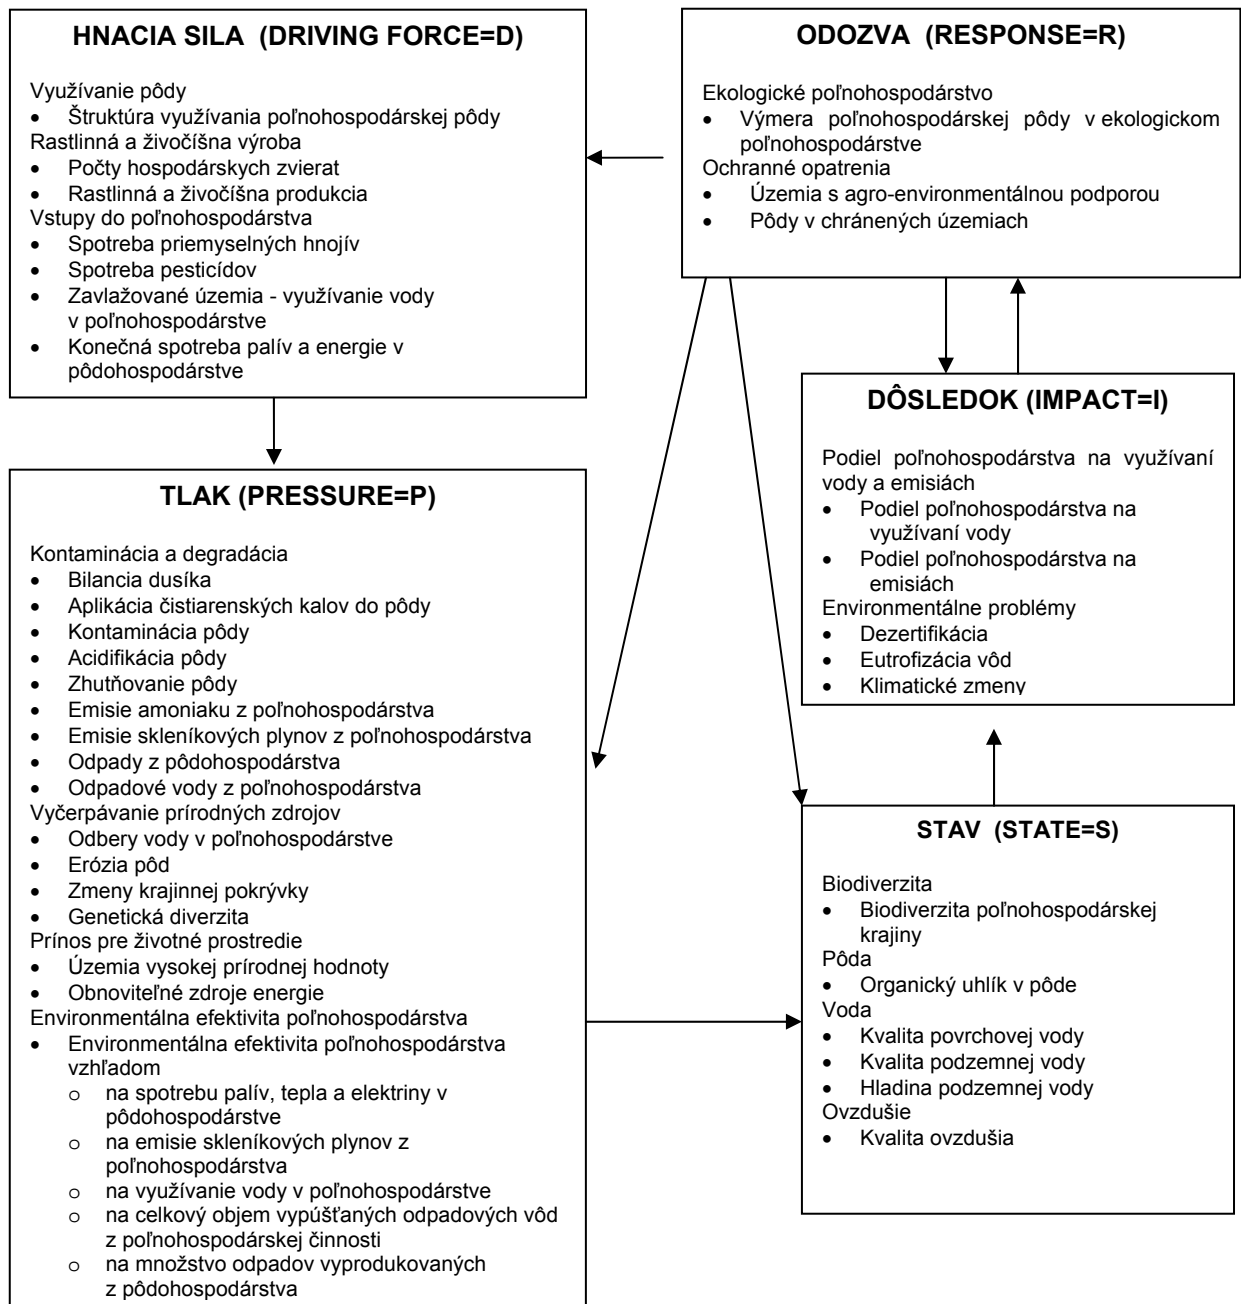 HNACIA SILA (DRIVING FORCE=D)
Využívanie pôdy
• Štruktúra využívania poľnohospodárskej pôdy
Rastlinná a živočíšna výroba
• Počty hospodárskych zvierat
• Rastlinná a živočíšna produkcia
Vstupy do poľnohospodárstva
• Spotreba priemyselných hnojív
• Spotreba pesticídov
• Zavlažované územia - využívanie vody
v poľnohospodárstve
• Konečná spotreba palív a energie v
pôdohospodárstve
ODOZVA (RESPONSE=R)
Ekologické poľnohospodárstvo
• Výmera poľnohospodárskej pôdy v ekologickom
poľnohospodárstve
Ochranné opatrenia
• Územia s agro-environmentálnou podporou
• Pôdy v chránených územiach
TLAK (PRESSURE=P)
Kontaminácia a degradácia
• Bilancia dusíka
• Aplikácia čistiarenských kalov do pôdy
• Kontaminácia pôdy
• Acidifikácia pôdy
• Zhutňovanie pôdy
• Emisie amoniaku z poľnohospodárstva
• Emisie skleníkových plynov z poľnohospodárstva
• Odpady z pôdohospodárstva
• Odpadové vody z poľnohospodárstva
Vyčerpávanie prírodných zdrojov
• Odbery vody v poľnohospodárstve
• Erózia pôd
• Zmeny krajinnej pokrývky
• Genetická diverzita
Prínos pre životné prostredie
• Územia vysokej prírodnej hodnoty
• Obnoviteľné zdroje energie
Environmentálna efektivita poľnohospodárstva
• Environmentálna efektivita poľnohospodárstva
vzhľadom
o na spotrebu palív, tepla a elektriny v
pôdohospodárstve
o na emisie skleníkových plynov z
poľnohospodárstva
o na využívanie vody v poľnohospodárstve
o na celkový objem vypúšťaných odpadových vôd
z poľnohospodárskej činnosti
o na množstvo odpadov vyprodukovaných
z pôdohospodárstva
DÔSLEDOK (IMPACT=I)
Podiel poľnohospodárstva na využívaní
vody a emisiách
• Podiel poľnohospodárstva na
využívaní vody
• Podiel poľnohospodárstva na
emisiách
Environmentálne problémy
• Dezertifikácia
• Eutrofizácia vôd
• Klimatické zmeny
STAV (STATE=S)
Biodiverzita
• Biodiverzita poľnohospodárskej
krajiny
Pôda
• Organický uhlík v pôde
Voda
• Kvalita povrchovej vody
• Kvalita podzemnej vody
• Hladina podzemnej vody
Ovzdušie
• Kvalita ovzdušia